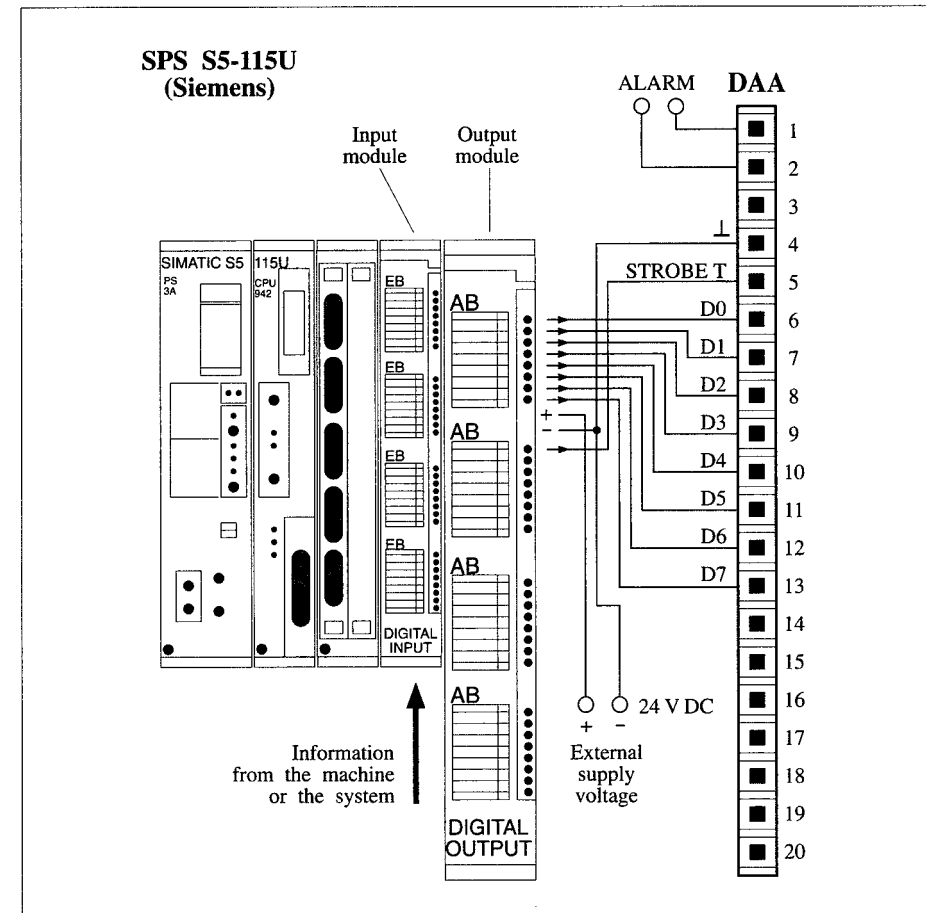 SPS S5-115U
(Siemens)
ALARM
DAA
Input
module
Output
module
SIMATIC S5
115U
PS
3A
CPU
942
EB
EB
EB
EB
DIGITAL
INPUT
AB
AB
AB
AB
DIGITAL
OUTPUT
Information
from the machine
or the system
⊥
STROBE T
D0
D1
D2
D3
D4
D5
D6
D7
+
−
24 V DC
+
−
External
supply
voltage
1
2
3
4
5
6
7
8
9
10
11
12
13
14
15
16
17
18
19
20